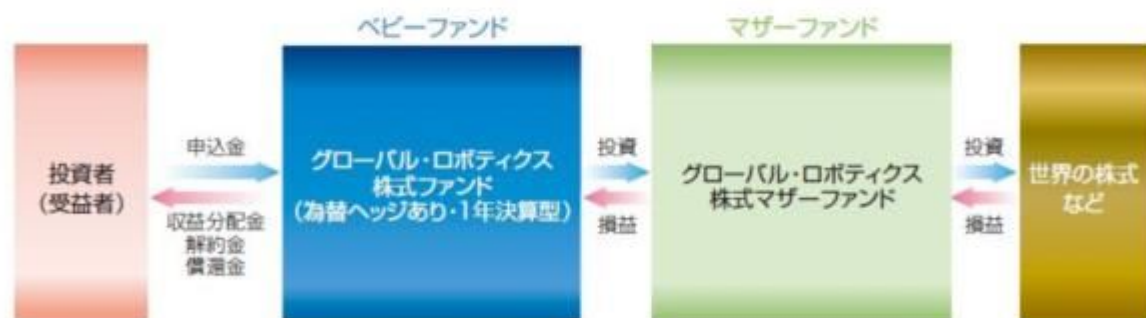 ベビーファンド
マザーファンド
投資者
(受益者)
申込金
収益分配金
解約金
償還金
グローバル・ロボティクス
株式ファンド
(為替ヘッジあり・1年決算型)
投資
損益
グローバル・ロボティクス
株式マザーファンド
投資
損益
世界の株式
など